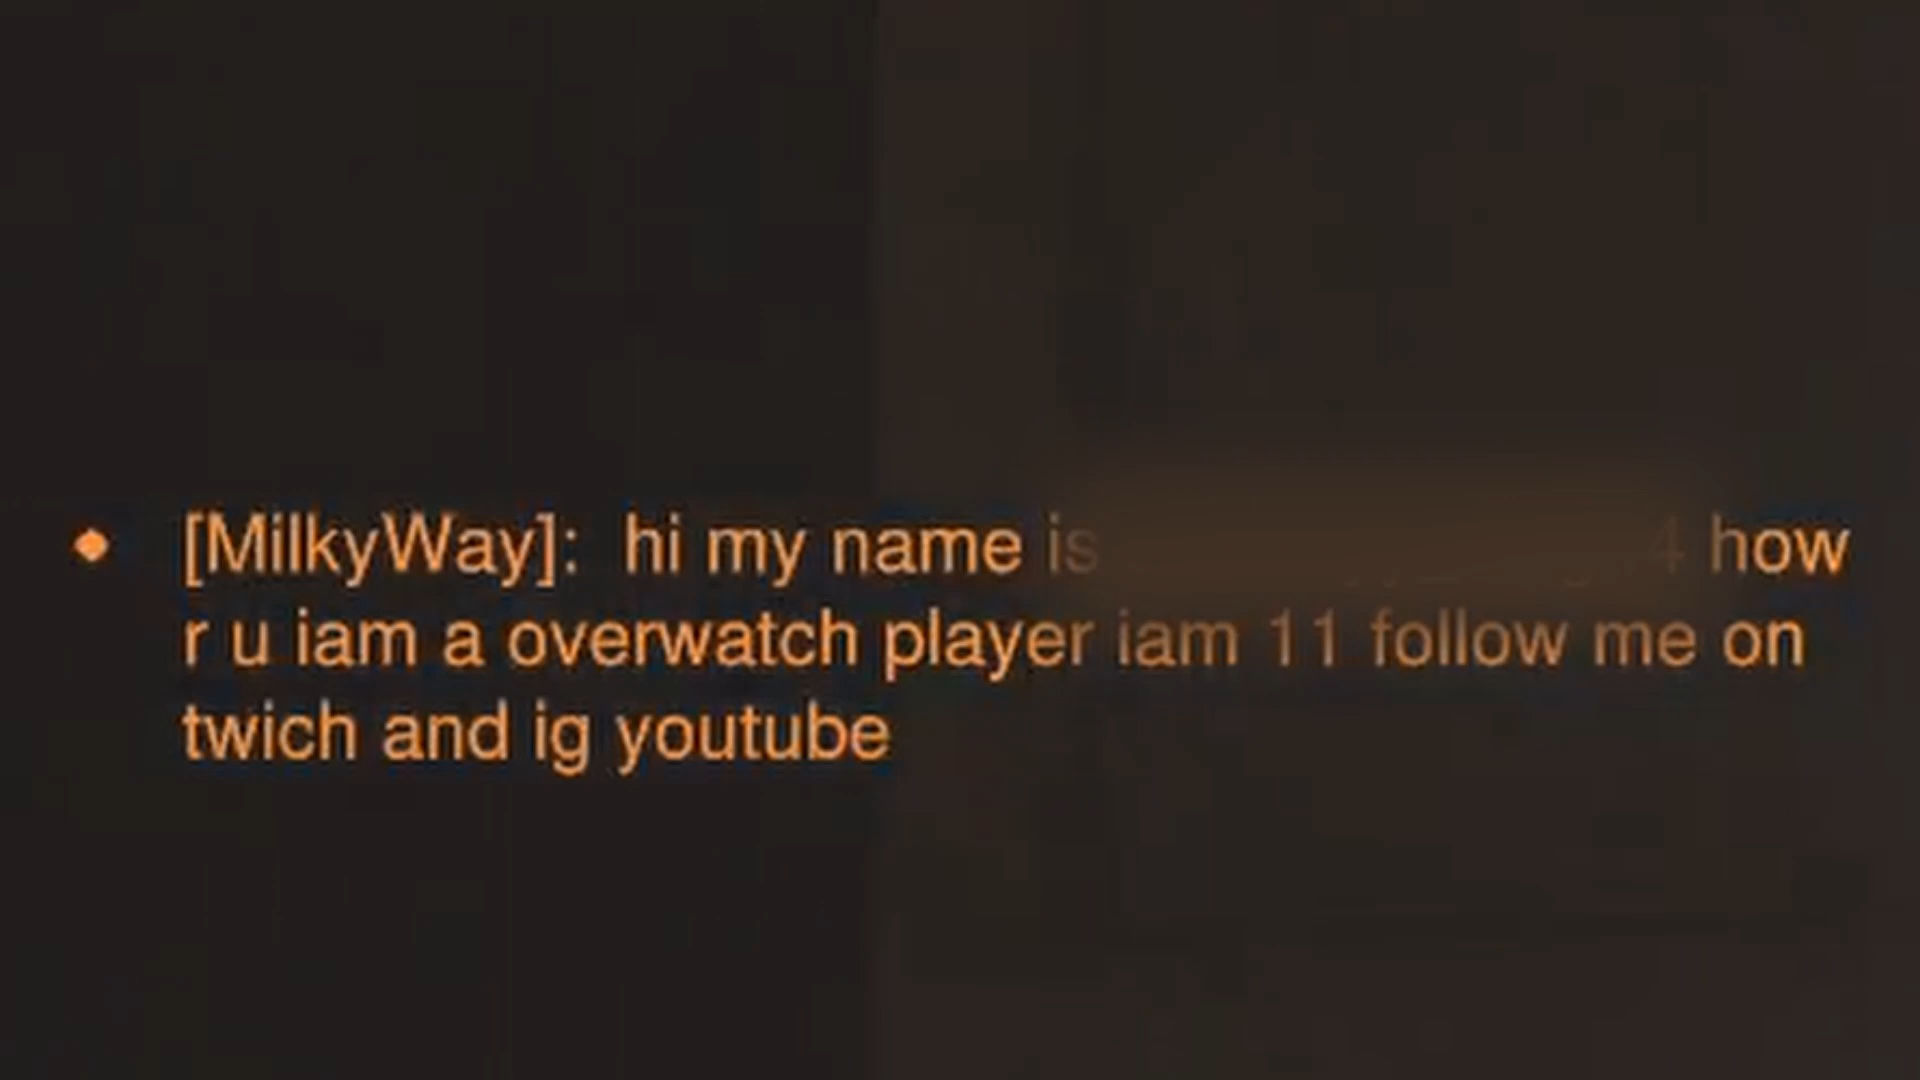 [MilkyWay]: hi my name is how
r u iam a overwatch player iam 11 follow me on
twich and ig youtube